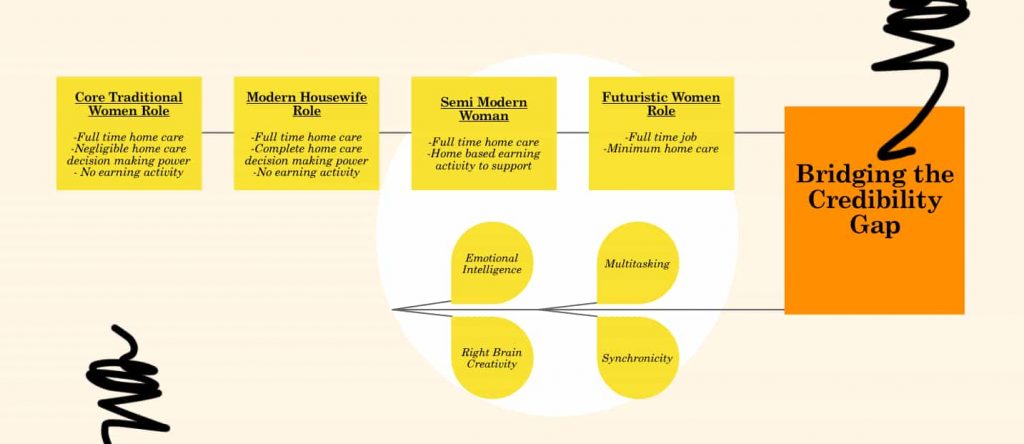 Core Traditional
Women Role
-Full time home care
-Negligible home care
decision making power
- No earning activity
Modern Housewife
Role
-Full time home care
-Complete home care
decision making power
-No earning activity
Semi Modern
Woman
-Full time home care
-Home based earning
activity to support
Futuristic Women
Role
-Full time job
-Minimum home care
Bridging the
Credibility
Gap
Emotional
Intelligence
Multitasking
Right Brain
Creativity
Synchronicity